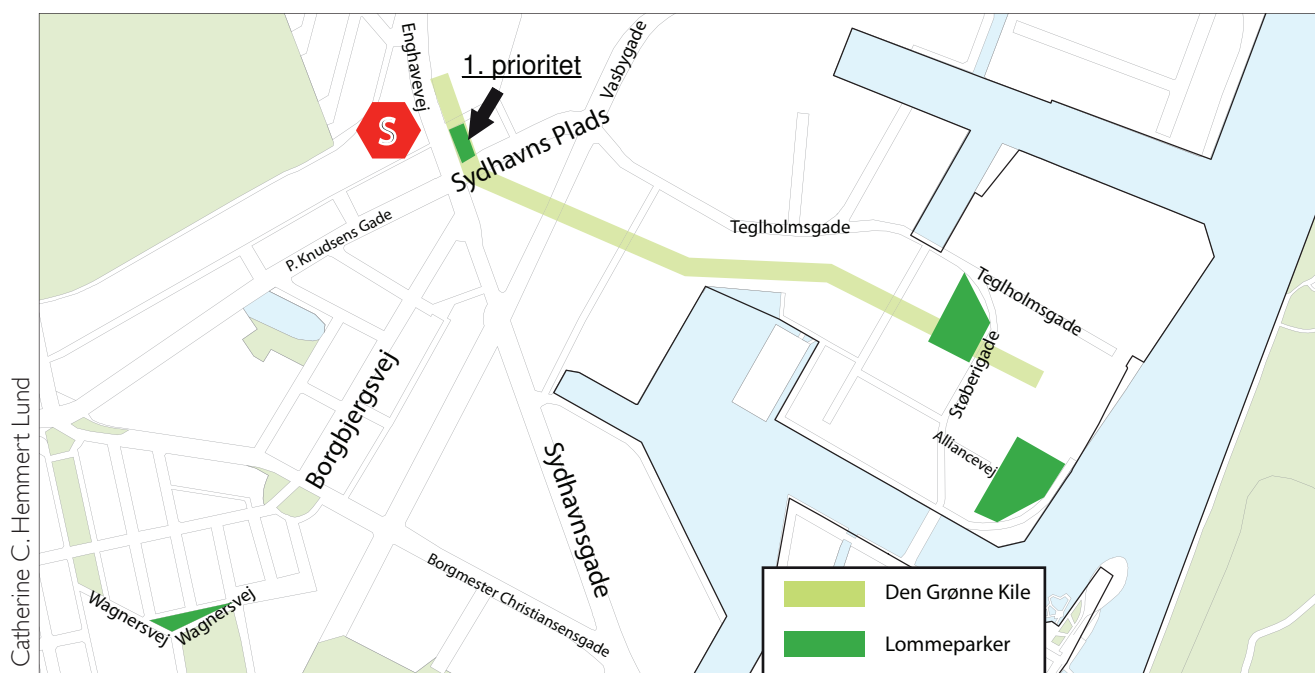 Enghavevej
1. prioritet
Vasbygade
S
Sydhavns Plads
P. Knudsens Gade
Teglholmsgade
Teglholmsgade
Støberigade
Alliancevej
Borgbjergsvej
Sydhavnsgade
Borgmester Christiansensgade
Wagnersvej
Wagnersvej
Den Grønne Kile
Lommeparker
Catherine C. Hemmert Lund